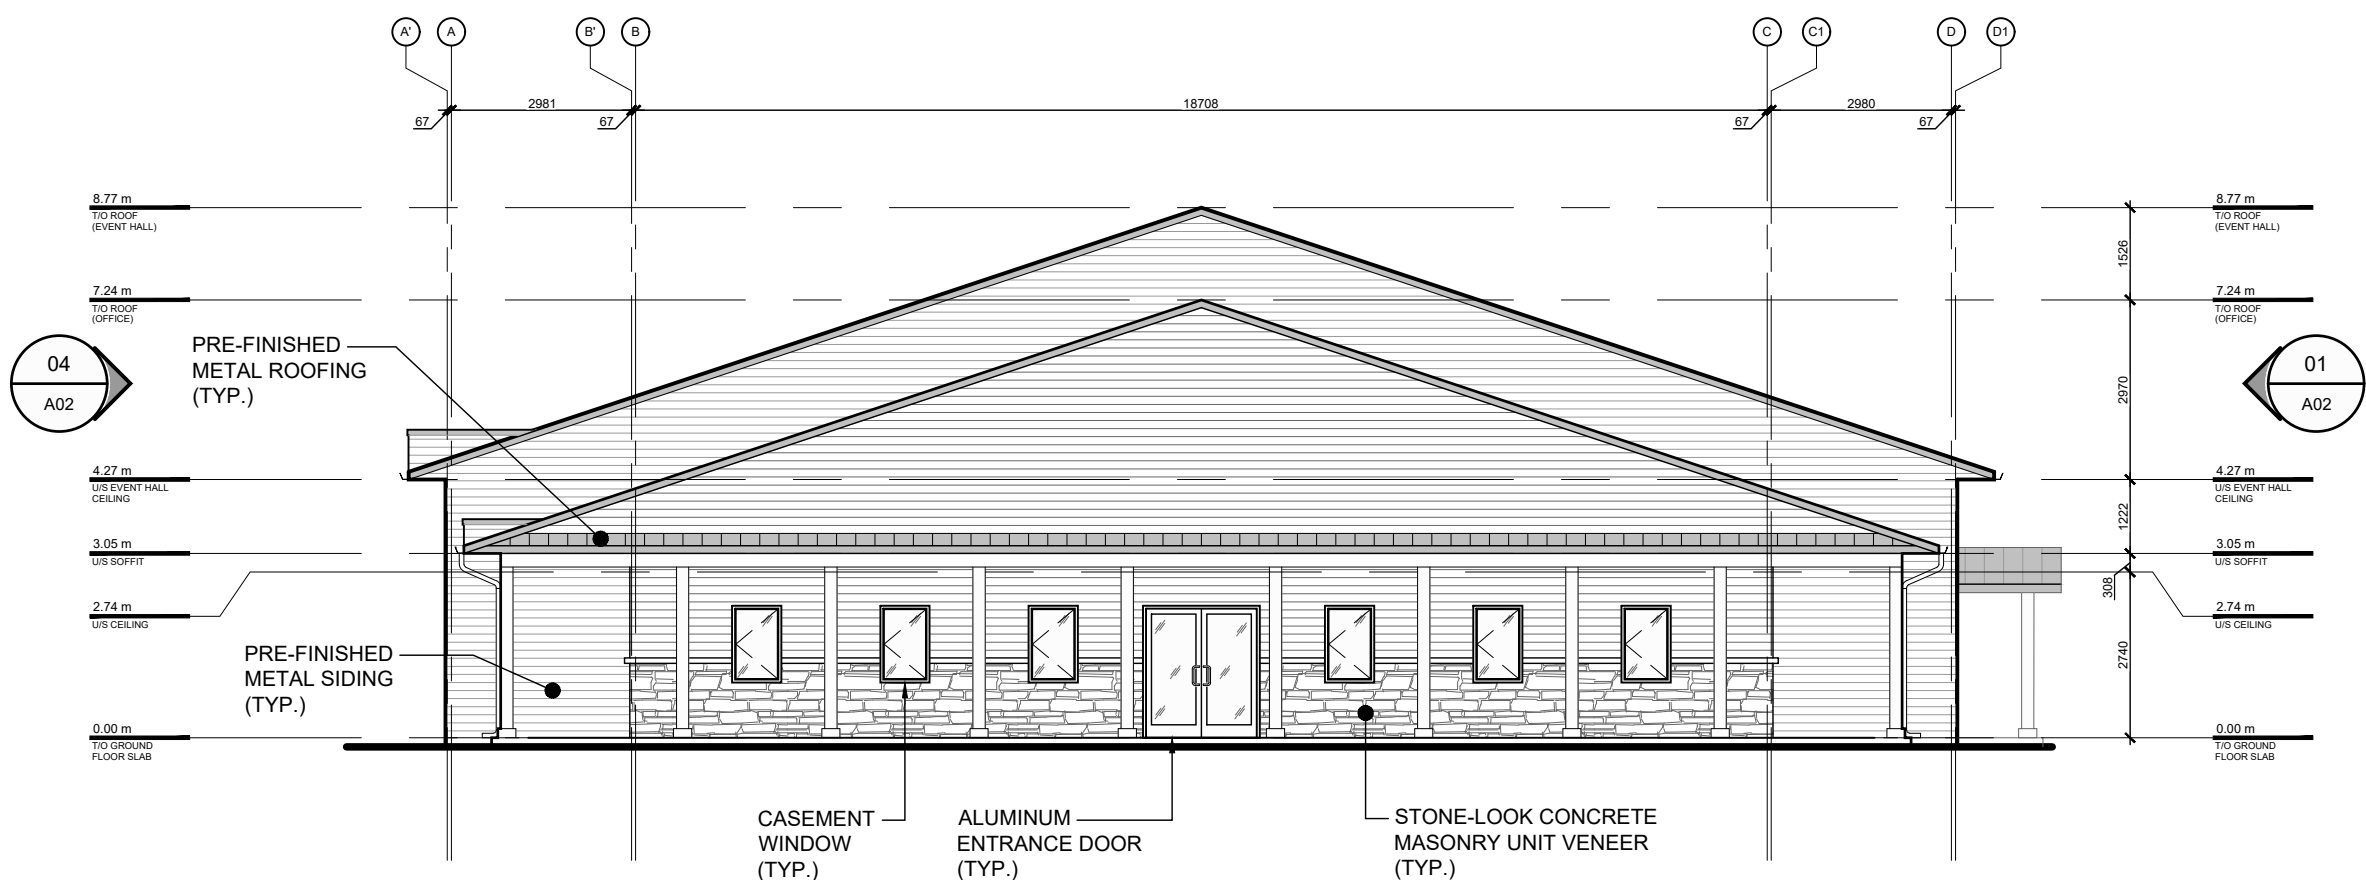 A'
A
B'
B
C
C1
D
D1
2981
18708
2980
67
67
67
67
8.77 m
T/O ROOF
(EVENT HALL)
7.24 m
T/O ROOF
(OFFICE)
04
A02
4.27 m
U/S EVENT HALL
CEILING
3.05 m
U/S SOFFIT
2.74 m
U/S CEILING
0.00 m
T/O GROUND
FLOOR SLAB
PRE-FINISHED
METAL ROOFING
(TYP.)
PRE-FINISHED
METAL SIDING
(TYP.)
CASEMENT
WINDOW
(TYP.)
ALUMINUM
ENTRANCE DOOR
(TYP.)
STONE-LOOK CONCRETE
MASONRY UNIT VENEER
(TYP.)
1526
2970
1222
308
2740
8.77 m
T/O ROOF
(EVENT HALL)
7.24 m
T/O ROOF
(OFFICE)
01
A02
4.27 m
U/S EVENT HALL
CEILING
3.05 m
U/S SOFFIT
2.74 m
U/S CEILING
0.00 m
T/O GROUND
FLOOR SLAB